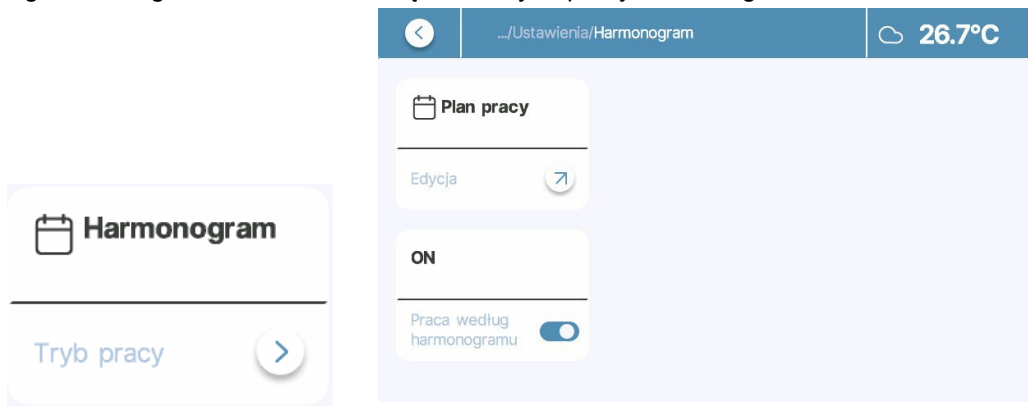 .../Ustawienia/Harmonogram
26.7°C
Plan pracy
Edycja
ON
Praca według
harmonogramu
Harmonogram
Tryb pracy